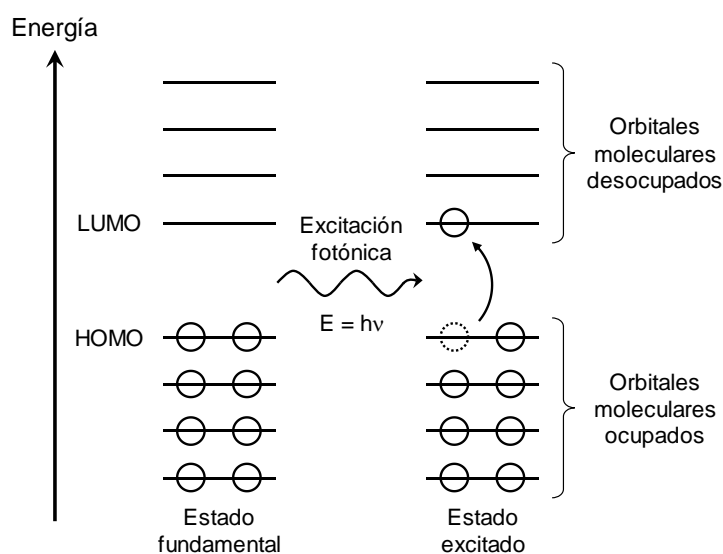 Energía
Orbitales
moleculares
desocupados
LUMO
Excitación
fotónica
E = hν
HOMO
Orbitales
moleculares
ocupados
Estado
fundamental
Estado
excitado